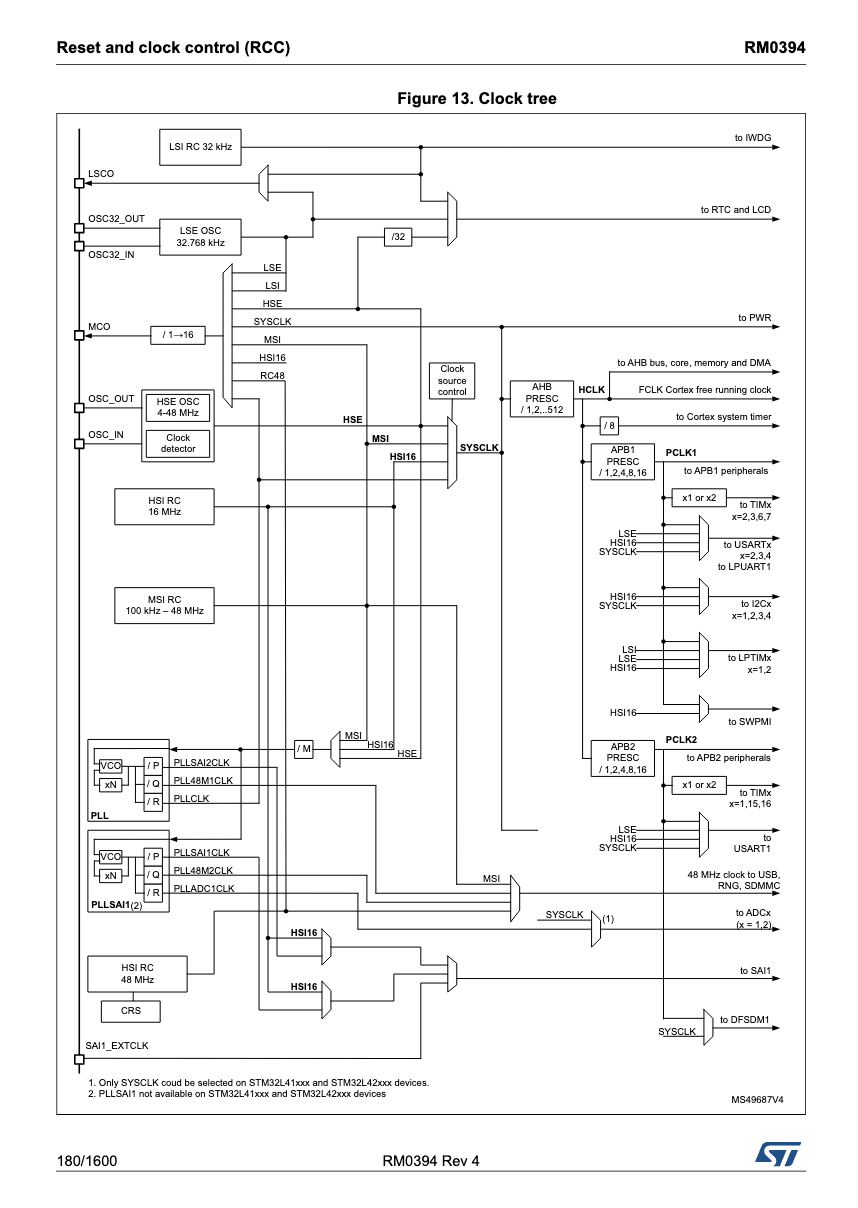 Reset and clock control (RCC)
RM0394
Figure 13. Clock tree
LSI RC 32 kHz
to IWDG
LSCO
OSC32_OUT
LSE OSC
32.768 kHz
to RTC and LCD
/32
OSC32_IN
LSE
LSI
HSE
SYSCLK
to PWR
MCO
/ 1→16
MSI
HSI16
RC48
Clock
source
control
to AHB bus, core, memory and DMA
AHB
PRESC
/ 1,2,..512
HCLK
FCLK Cortex free running clock
OSC_OUT
HSE OSC
4-48 MHz
to Cortex system timer
/ 8
OSC_IN
Clock
detector
HSE
MSI
HSI16
SYSCLK
APB1
PRESC
/ 1,2,4,8,16
PCLK1
to APB1 peripherals
HSI RC
16 MHz
x1 or x2
to TIMx
x=2,3,6,7
LSE
HSI16
SYSCLK
to USARTx
x=2,3,4
to LPUART1
MSI RC
100 kHz – 48 MHz
HSI16
SYSCLK
to I2Cx
x=1,2,3,4
LSI
LSE
HSI16
to LPTIMx
x=1,2
HSI16
to SWPMI
MSI
HSI16
HSE
/ M
APB2
PRESC
/ 1,2,4,8,16
PCLK2
to APB2 peripherals
VCO
xN
/ P
/ Q
/ R
PLLSAI2CLK
PLL48M1CLK
PLLCLK
PLL
x1 or x2
to TIMx
x=1,15,16
LSE
HSI16
SYSCLK
to
USART1
VCO
xN
/ P
/ Q
/ R
PLLSAI1CLK
PLL48M2CLK
PLLADC1CLK
PLLSAI1(2)
MSI
48 MHz clock to USB,
RNG, SDMMC
SYSCLK
(1)
to ADCx
(x = 1,2)
HSI16
HSI RC
48 MHz
to SAI1
HSI16
CRS
to DFSDM1
SYSCLK
SAI1_EXTCLK
1. Only SYSCLK coud be selected on STM32L41xxx and STM32L42xxx devices.
2. PLLSAI1 not available on STM32L41xxx and STM32L42xxx devices
MS49687V4
180/1600
RM0394 Rev 4
ST